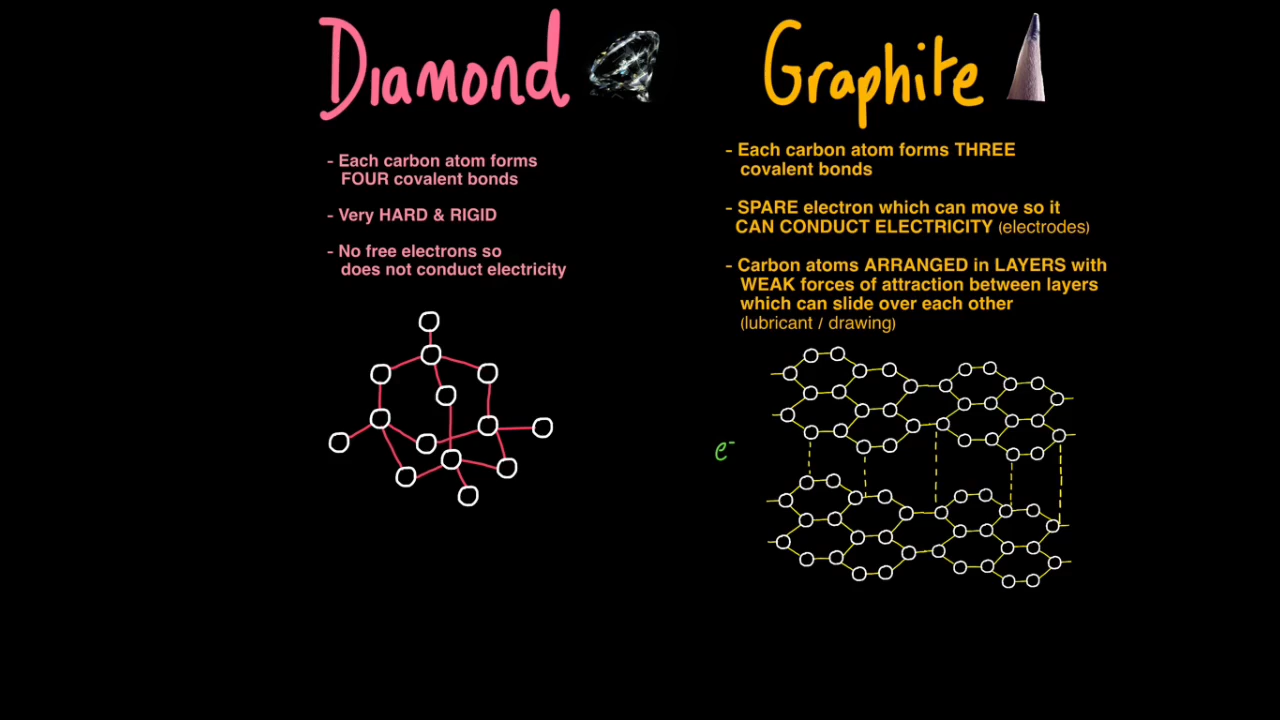 Diamond
- Each carbon atom forms
FOUR covalent bonds
- Very HARD & RIGID
- No free electrons so
does not conduct electricity
Graphite
- Each carbon atom forms THREE
covalent bonds
- SPARE electron which can move so it
CAN CONDUCT ELECTRICITY (electrodes)
- Carbon atoms ARRANGED in LAYERS with
WEAK forces of attraction between layers
which can slide over each other
(lubricant / drawing)
e⁻